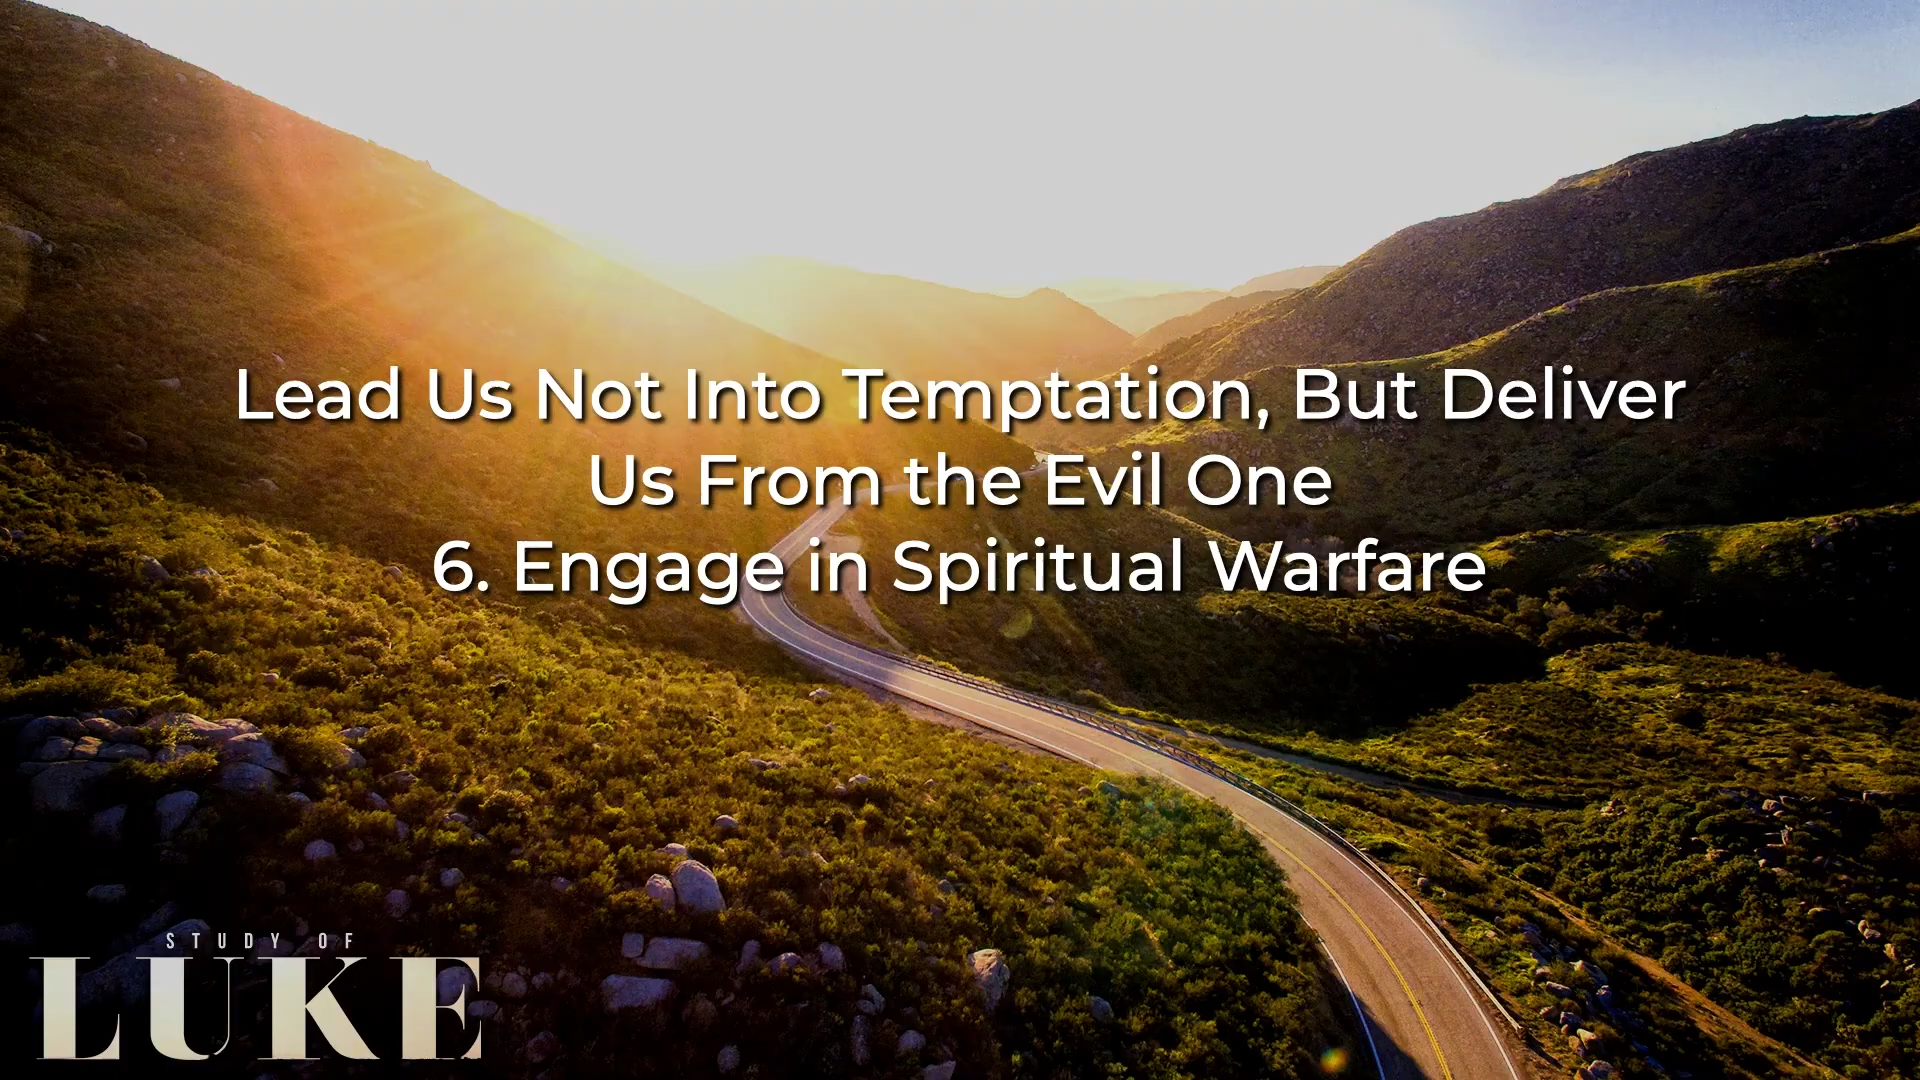 Lead Us Not Into Temptation, But Deliver
Us From the Evil One
6. Engage in Spiritual Warfare
STUDY OF
LUKE